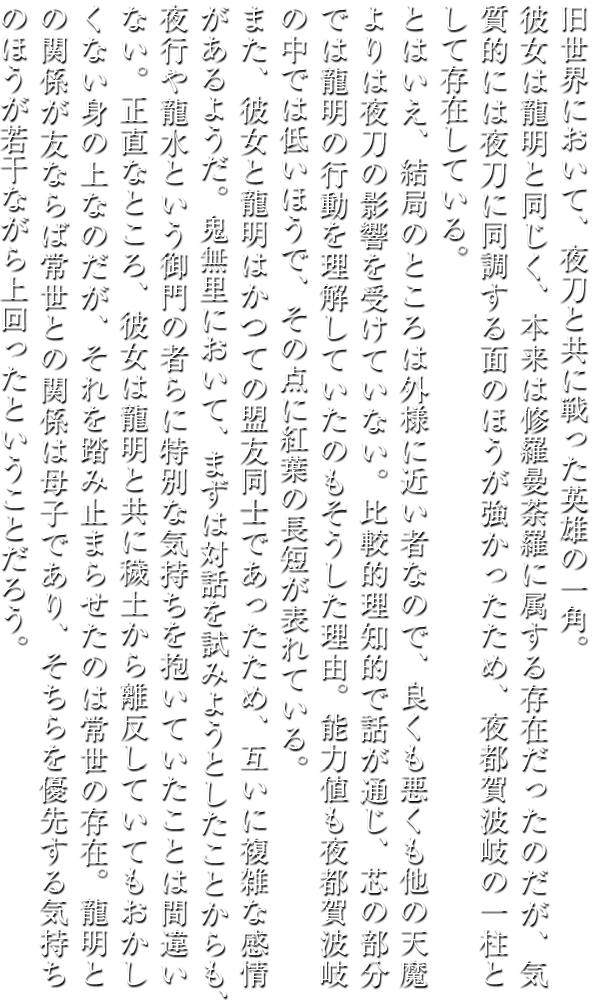 旧世界において、夜刀と共に戦った英雄の一角。
彼女は龍明と同じく、本来は修羅曼荼羅に属する存在だったのだが、気
質的には夜刀に同調する面のほうが強かったため、夜都賀波岐の一柱と
して存在している。
とはいえ、結局のところは外様に近い者なので、良くも悪くも他の天魔
よりは夜刀の影響を受けていない。比較的理知的で話が通じ、芯の部分
では龍明の行動を理解していたのもそうした理由。能力値も夜都賀波岐
の中では低いほうで、その点に紅葉の長短が表れている。
また、彼女と龍明はかつての盟友同士であったため、互いに複雑な感情
があるようだ。鬼無里において、まずは対話を試みようとしたことからも、
夜行や龍水という御門の者らに特別な気持ちを抱いていたことは間違い
ない。正直なところ、彼女は龍明と共に穢土から離反していてもおかし
くない身の上なのだが、それを踏み止まらせたのは常世の存在。龍明と
の関係が友ならば常世との関係は母子であり、そちらを優先する気持ち
のほうが若干ながら上回ったということだろう。